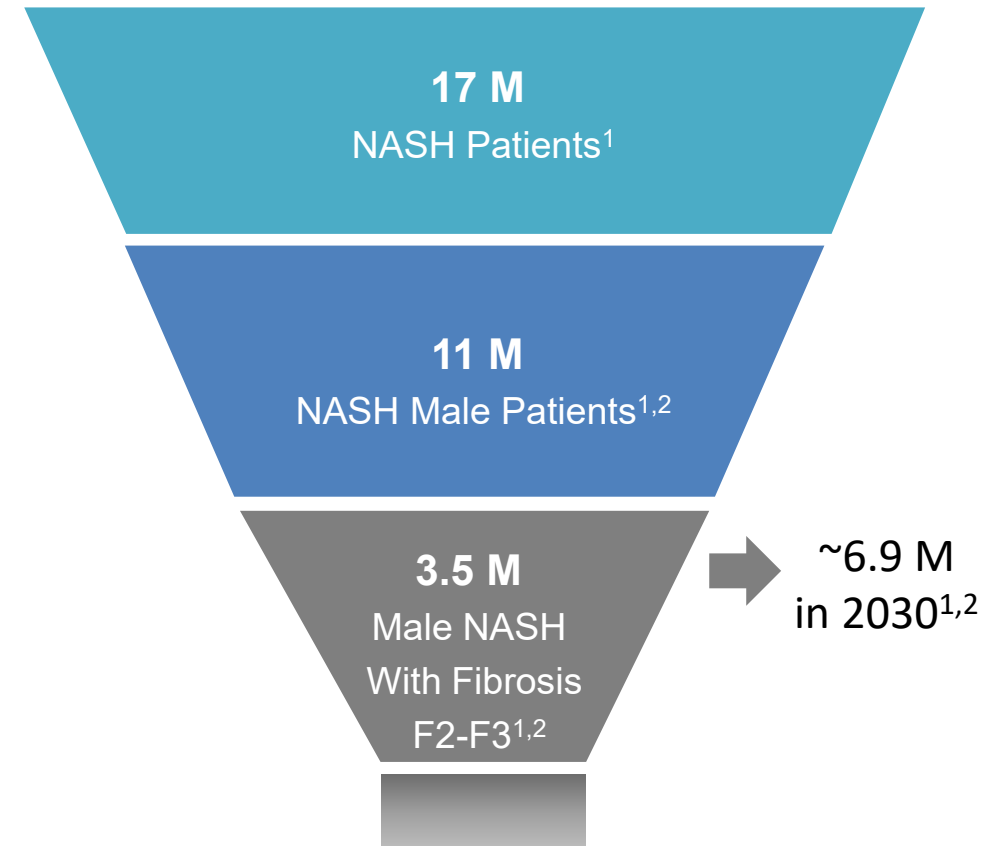 17 M
NASH Patients¹
11 M
NASH Male Patients¹,²
3.5 M
Male NASH
With Fibrosis
F2-F3¹,²
~6.9 M
in 2030¹,²